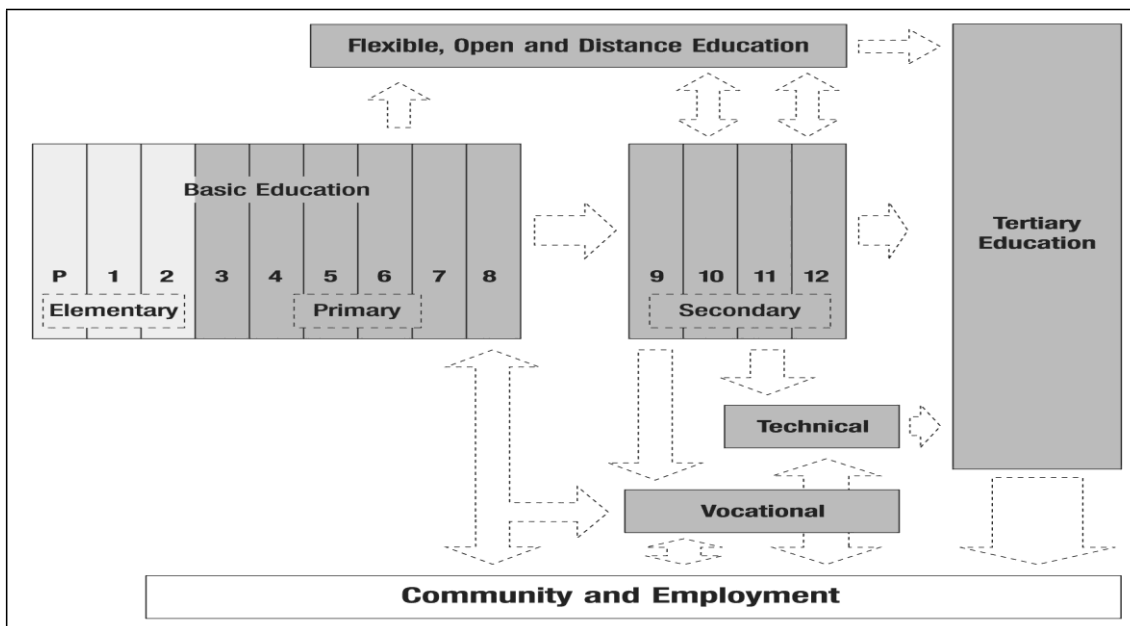 Flexible, Open and Distance Education
Basic Education
P 1 2 3 4 5 6 7 8
Elementary Primary
9 10 11 12
Secondary
Tertiary
Education
Technical
Vocational
Community and Employment